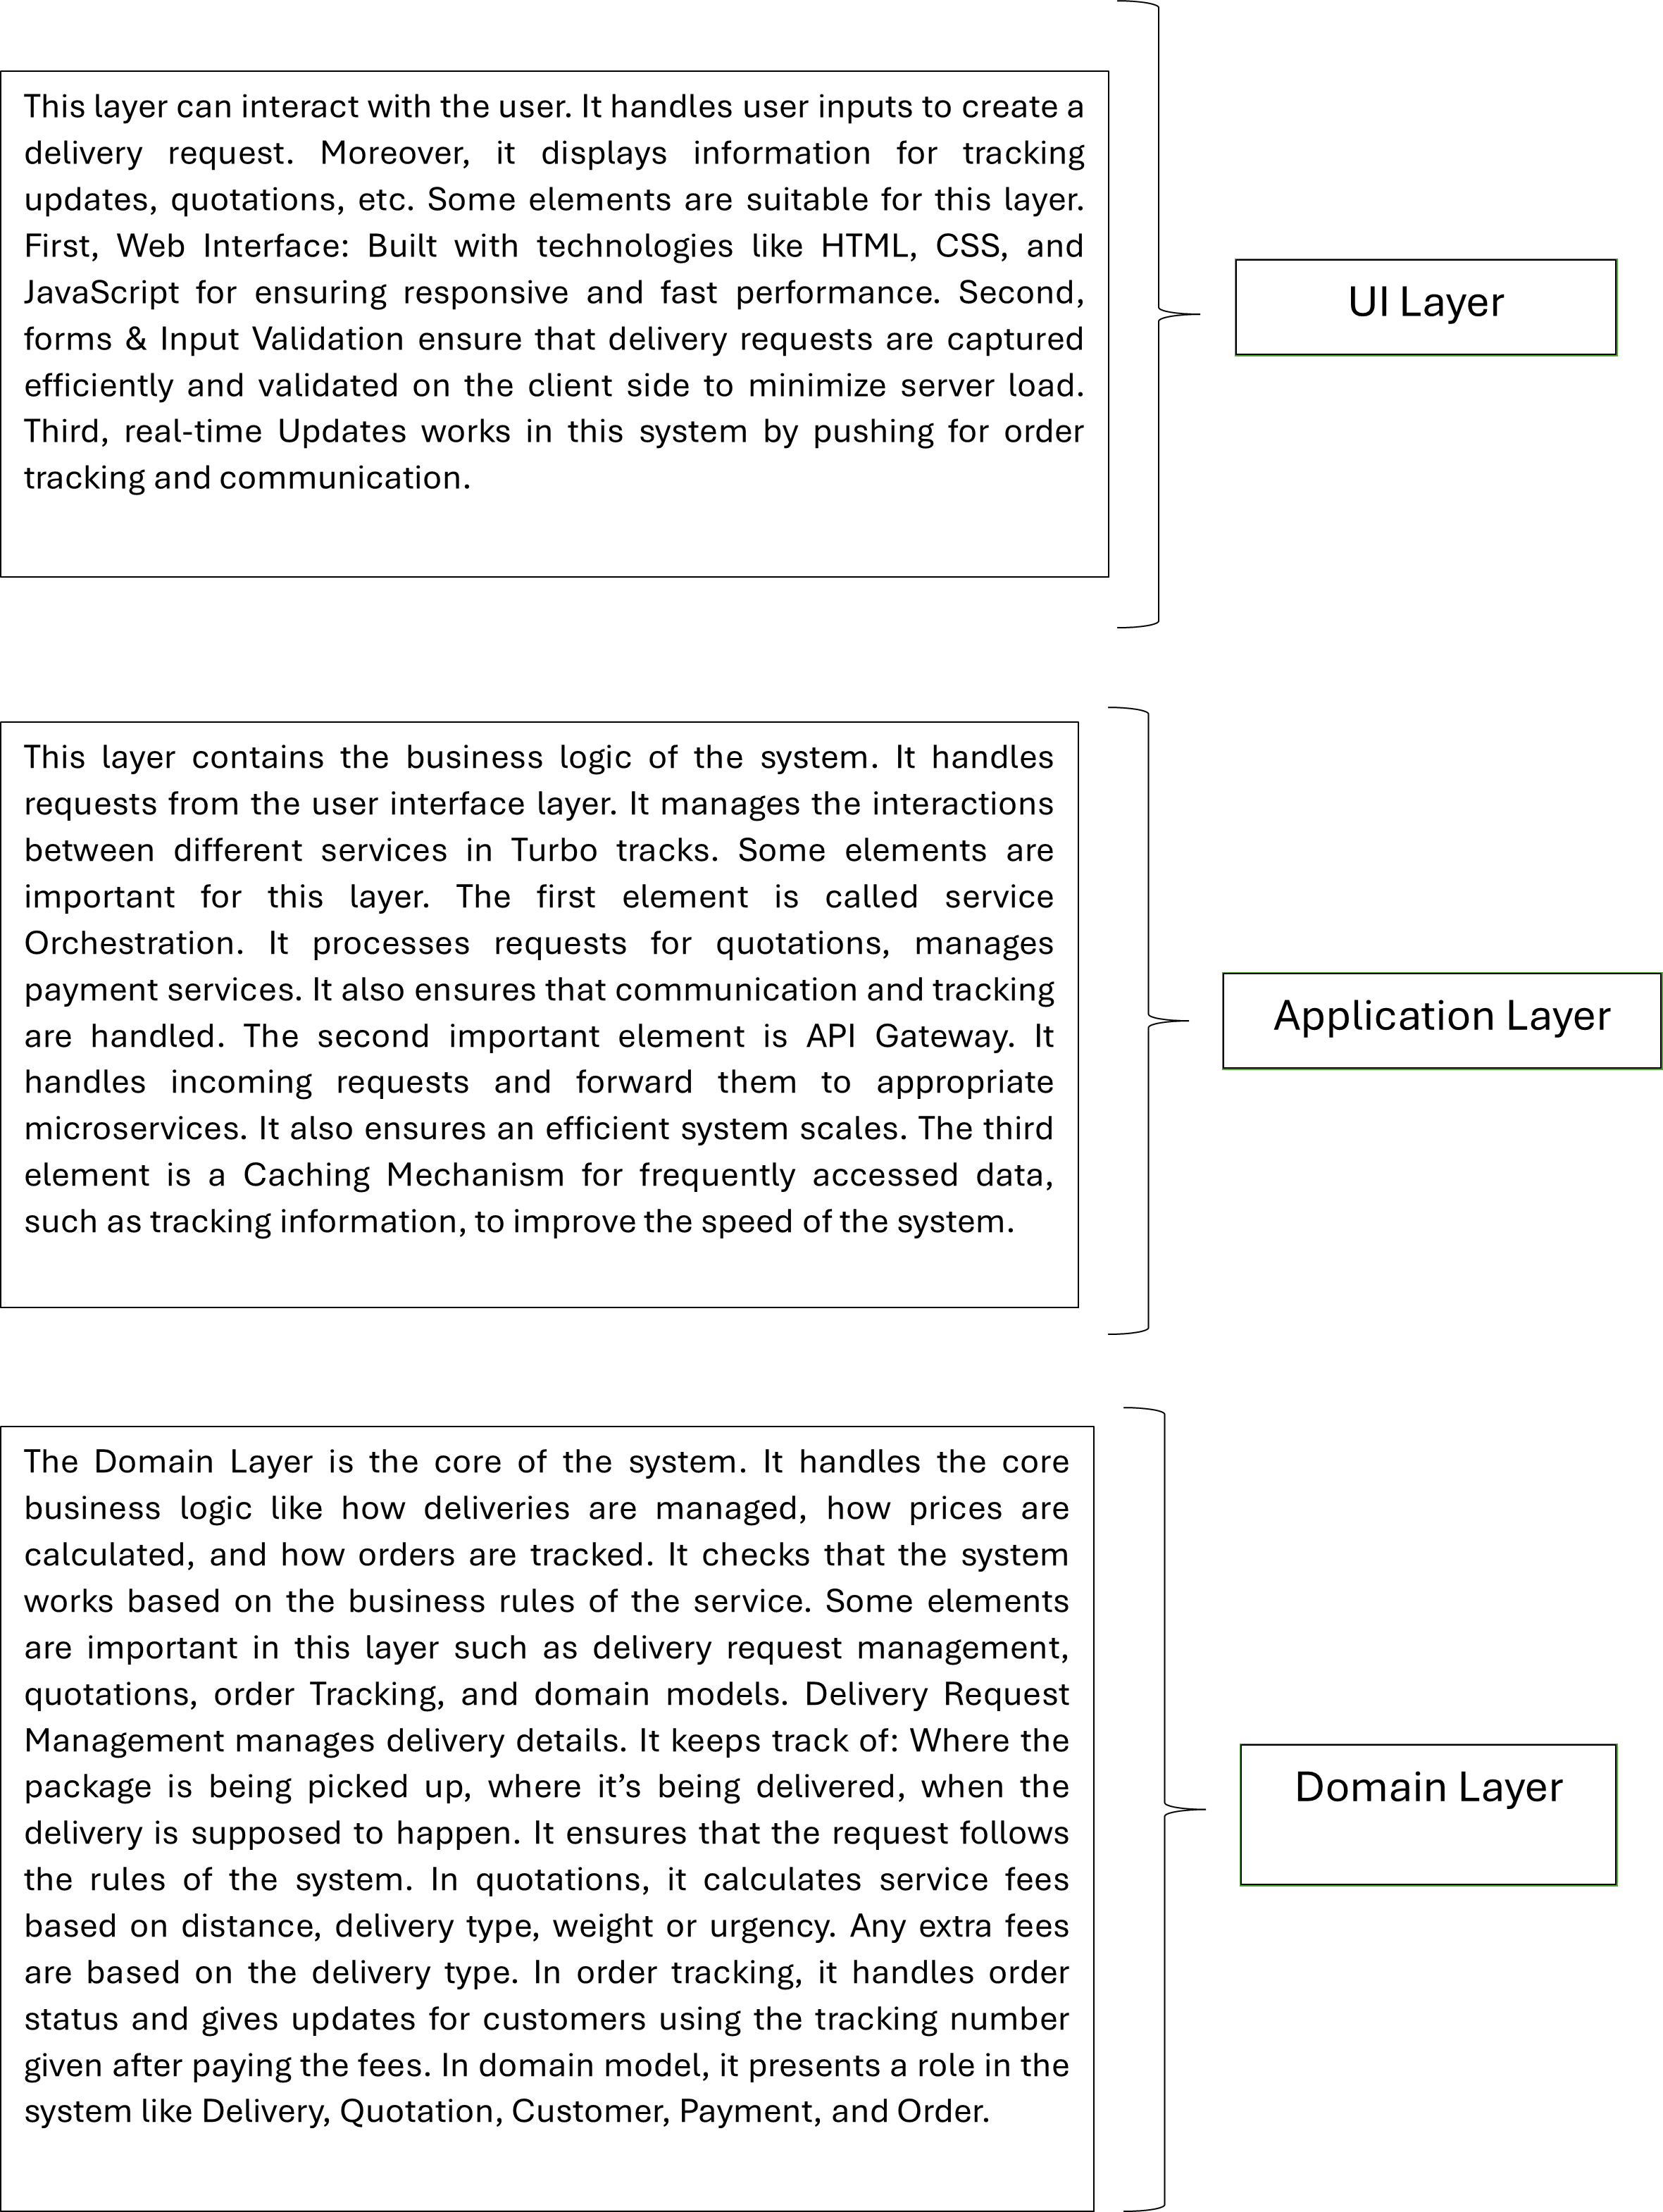 This layer can interact with the user. It handles user inputs to create a
delivery request. Moreover, it displays information for tracking
updates, quotations, etc. Some elements are suitable for this layer.
First, Web Interface: Built with technologies like HTML, CSS, and
JavaScript for ensuring responsive and fast performance. Second,
forms & Input Validation ensure that delivery requests are captured
efficiently and validated on the client side to minimize server load.
Third, real-time Updates works in this system by pushing for order
tracking and communication.
UI Layer
This layer contains the business logic of the system. It handles
requests from the user interface layer. It manages the interactions
between different services in Turbo tracks. Some elements are
important for this layer. The first element is called service
Orchestration. It processes requests for quotations, manages
payment services. It also ensures that communication and tracking
are handled. The second important element is API Gateway. It
handles incoming requests and forward them to appropriate
microservices. It also ensures an efficient system scales. The third
element is a Caching Mechanism for frequently accessed data,
such as tracking information, to improve the speed of the system.
Application Layer
The Domain Layer is the core of the system. It handles the core
business logic like how deliveries are managed, how prices are
calculated, and how orders are tracked. It checks that the system
works based on the business rules of the service. Some elements
are important in this layer such as delivery request management,
quotations, order Tracking, and domain models. Delivery Request
Management manages delivery details. It keeps track of: Where the
package is being picked up, where it’s being delivered, when the
delivery is supposed to happen. It ensures that the request follows
the rules of the system. In quotations, it calculates service fees
based on distance, delivery type, weight or urgency. Any extra fees
are based on the delivery type. In order tracking, it handles order
status and gives updates for customers using the tracking number
given after paying the fees. In domain model, it presents a role in the
system like Delivery, Quotation, Customer, Payment, and Order.
Domain Layer